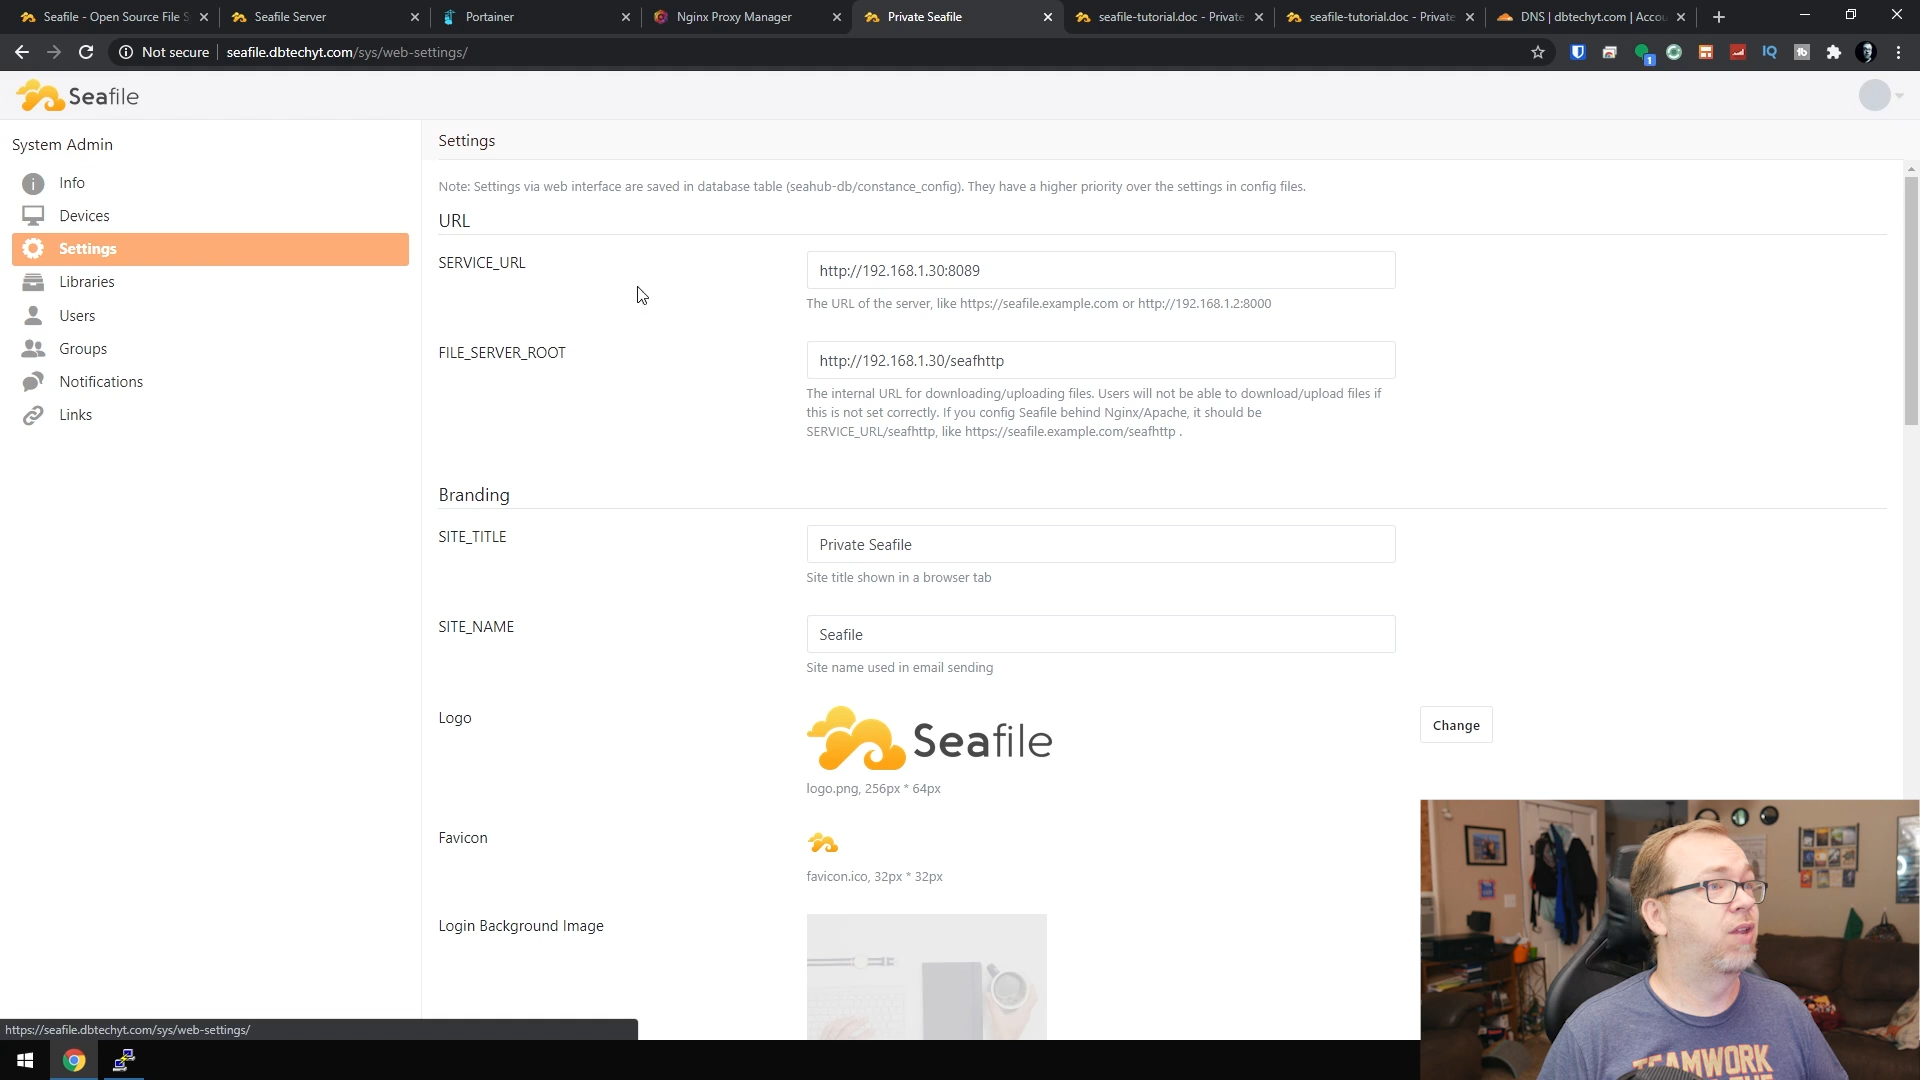 Seafile - Open Source File S
Seafile Server
Portainer
Nginx Proxy Manager
Private Seafile
seafile-tutorial.doc - Private
seafile-tutorial.doc - Private
DNS | dbtechyt.com | Accou
Not secure
seafile.dbtechyt.com/sys/web-settings/
1
IQ
tb
Seafile
System Admin
Info
Devices
Settings
Libraries
Users
Groups
Notifications
Links
Settings
Note: Settings via web interface are saved in database table (seahub-db/constance_config). They have a higher priority over the settings in config files.
URL
SERVICE_URL
http://192.168.1.30:8089
The URL of the server, like https://seafile.example.com or http://192.168.1.2:8000
FILE_SERVER_ROOT
http://192.168.1.30/seafhttp
The internal URL for downloading/uploading files. Users will not be able to download/upload files if
this is not set correctly. If you config Seafile behind Nginx/Apache, it should be
SERVICE_URL/seafhttp, like https://seafile.example.com/seafhttp .
Branding
SITE_TITLE
Private Seafile
Site title shown in a browser tab
SITE_NAME
Seafile
Site name used in email sending
Logo
Seafile
Change
logo.png, 256px * 64px
Favicon
favicon.ico, 32px * 32px
Login Background Image
https://seafile.dbtechyt.com/sys/web-settings/
TEAMWORK